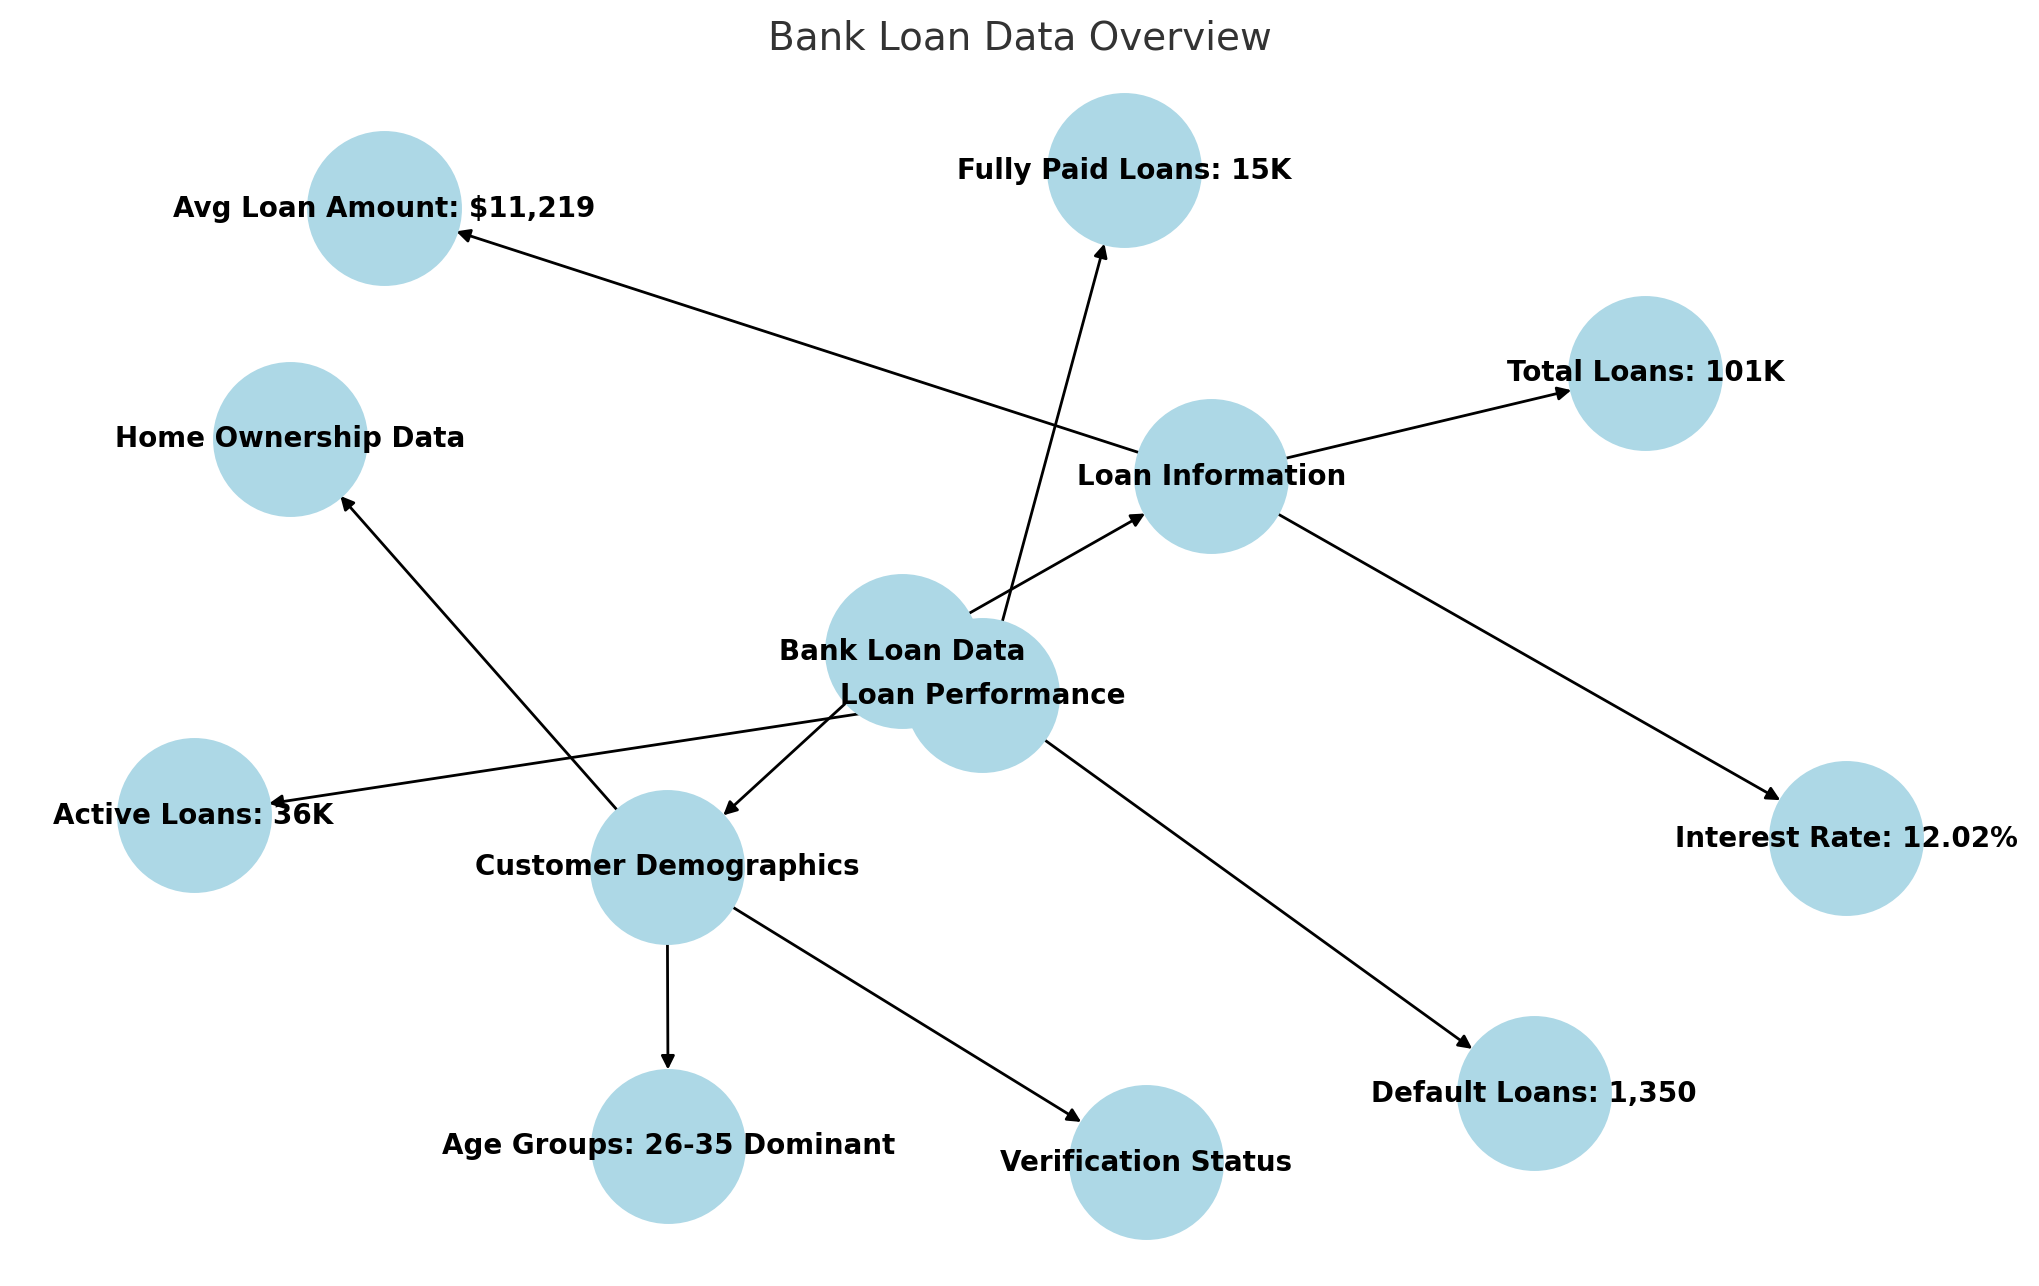 Bank Loan Data Overview
Fully Paid Loans: 15K
Avg Loan Amount: $11,219
Total Loans: 101K
Home Ownership Data
Loan Information
Bank Loan Data
Loan Performance
Active Loans: 36K
Interest Rate: 12.02%
Customer Demographics
Default Loans: 1,350
Age Groups: 26-35 Dominant
Verification Status